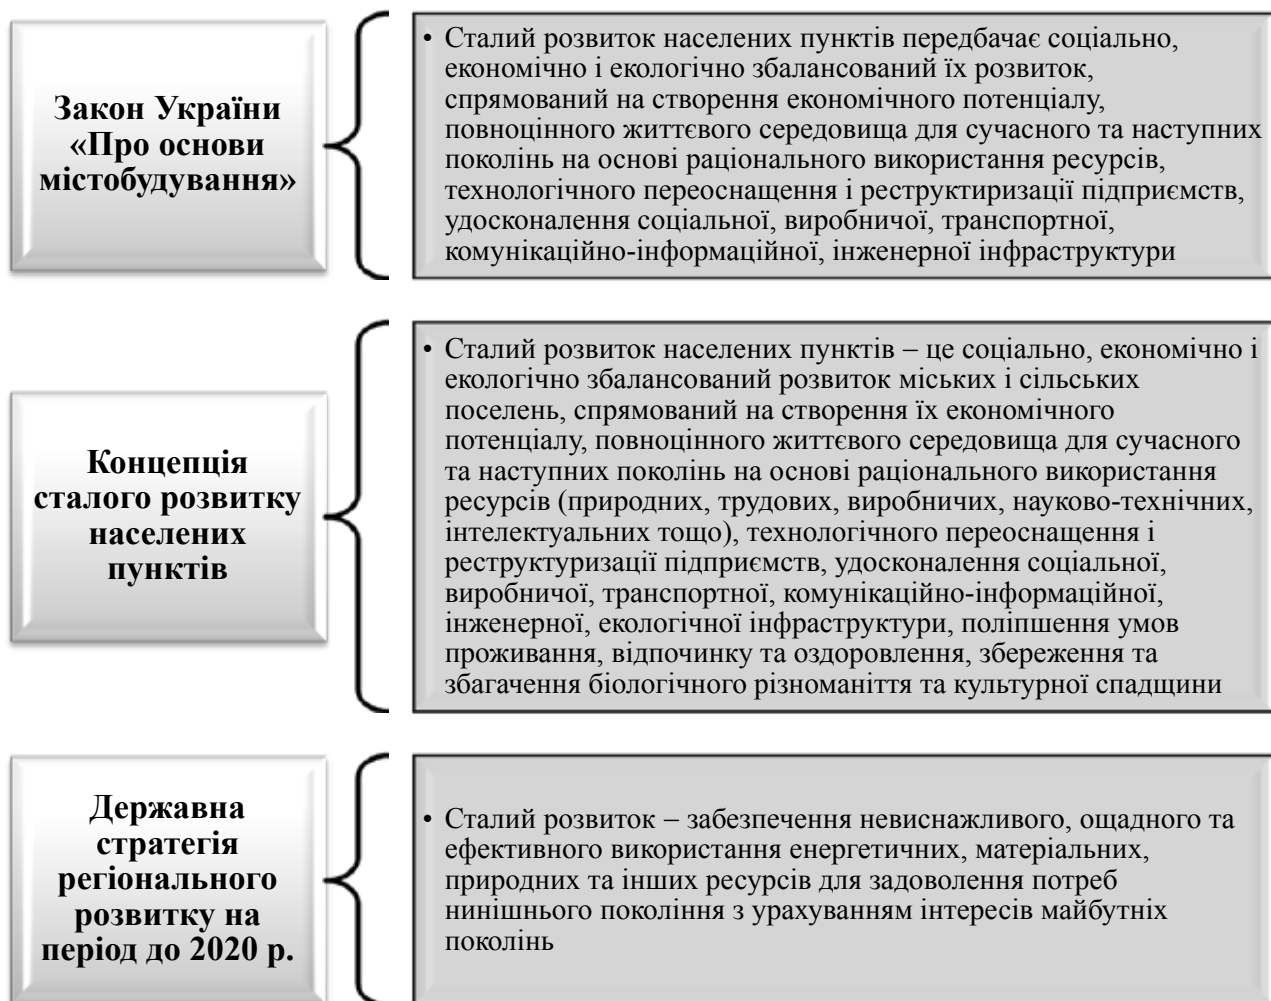 Закон України
«Про основи
містобудування»
• Сталий розвиток населених пунктів передбачає соціально,
економічно і екологічно збалансований їх розвиток,
спрямований на створення економічного потенціалу,
повноцінного життєвого середовища для сучасного та наступних
поколінь на основі раціонального використання ресурсів,
технологічного переоснащення і реструктиризації підприємств,
удосконалення соціальної, виробничої, транспортної,
комунікаційно-інформаційної, інженерної інфраструктури
Концепція
сталого розвитку
населених
пунктів
• Сталий розвиток населених пунктів – це соціально, економічно і
екологічно збалансований розвиток міських і сільських
поселень, спрямований на створення їх економічного
потенціалу, повноцінного життєвого середовища для сучасного
та наступних поколінь на основі раціонального використання
ресурсів (природних, трудових, виробничих, науково-технічних,
інтелектуальних тощо), технологічного переоснащення і
реструктуризації підприємств, удосконалення соціальної,
виробничої, транспортної, комунікаційно-інформаційної,
інженерної, екологічної інфраструктури, поліпшення умов
проживання, відпочинку та оздоровлення, збереження та
збагачення біологічного різноманіття та культурної спадщини
Державна
стратегія
регіонального
розвитку на
період до 2020 р.
• Сталий розвиток – забезпечення невиснажливого, ощадного та
ефективного використання енергетичних, матеріальних,
природних та інших ресурсів для задоволення потреб
нинішнього покоління з урахуванням інтересів майбутніх
поколінь